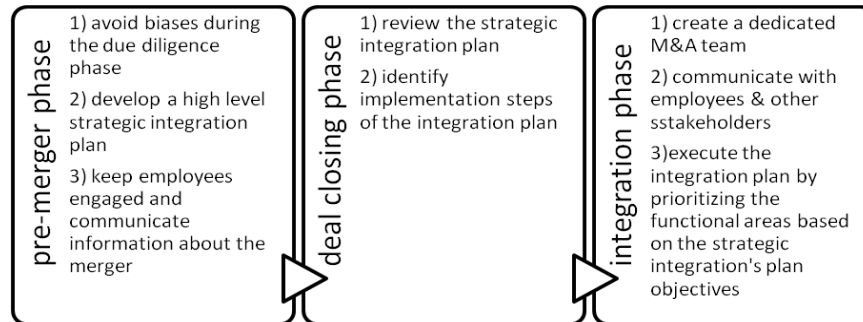 pre-merger phase
1) avoid biases during
the due diligence
phase
2) develop a high level
strategic integration
plan
3) keep employees
engaged and
communicate
information about the
merger
deal closing phase
1) review the strategic
integration plan
2) identify
implementation steps
of the integration plan
integration phase
1) create a dedicated
M&A team
2) communicate with
employees & other
sstakeholders
3)execute the
integration plan by
prioritizing the
functional areas based
on the strategic
integration's plan
objectives